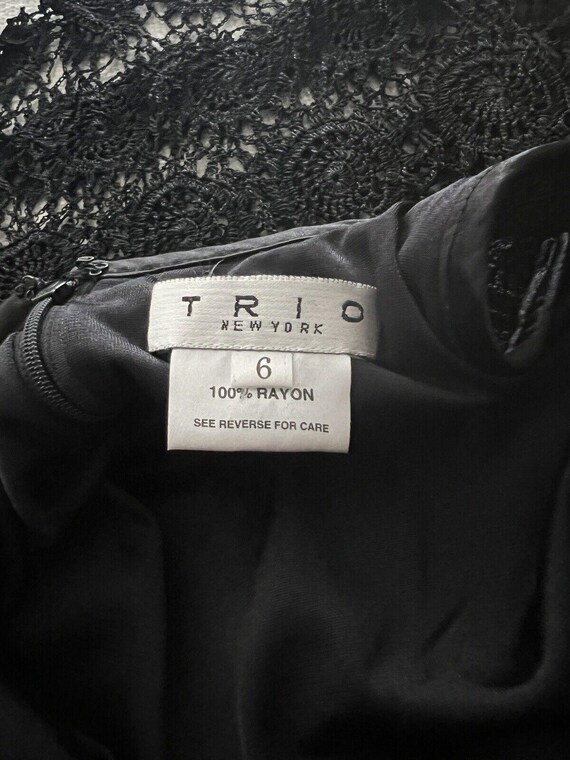 TRIO
NEW YORK
6
100% RAYON
SEE REVERSE FOR CARE